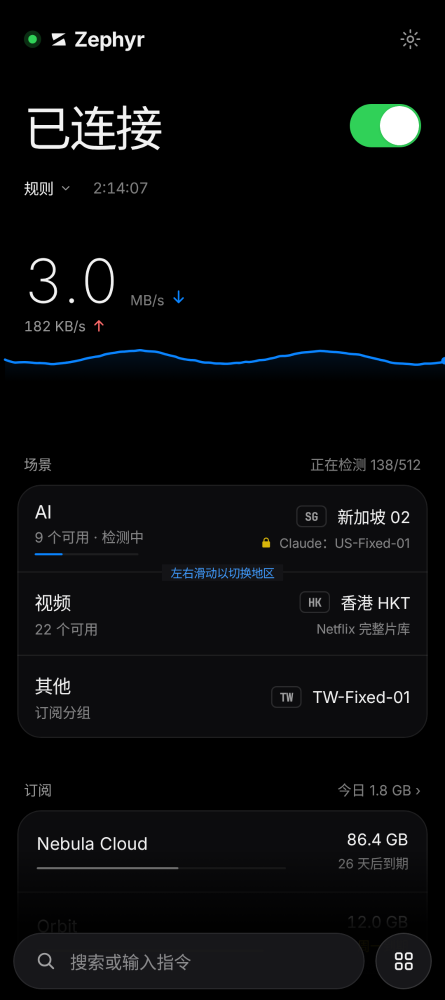 Zephyr
已连接
规则 2:14:07
3.0 MB/s ↓
182 KB/s ↑
场景 正在检测 138/512
AI SG 新加坡 02
9 个可用 · 检测中 Claude：US-Fixed-01
左右滑动以切换地区
视频 HK 香港 HKT
22 个可用 Netflix 完整片库
其他 TW TW-Fixed-01
订阅分组
订阅 今日 1.8 GB ›
Nebula Cloud 86.4 GB
26 天后到期
Orbit 12.0 GB
搜索或输入指令